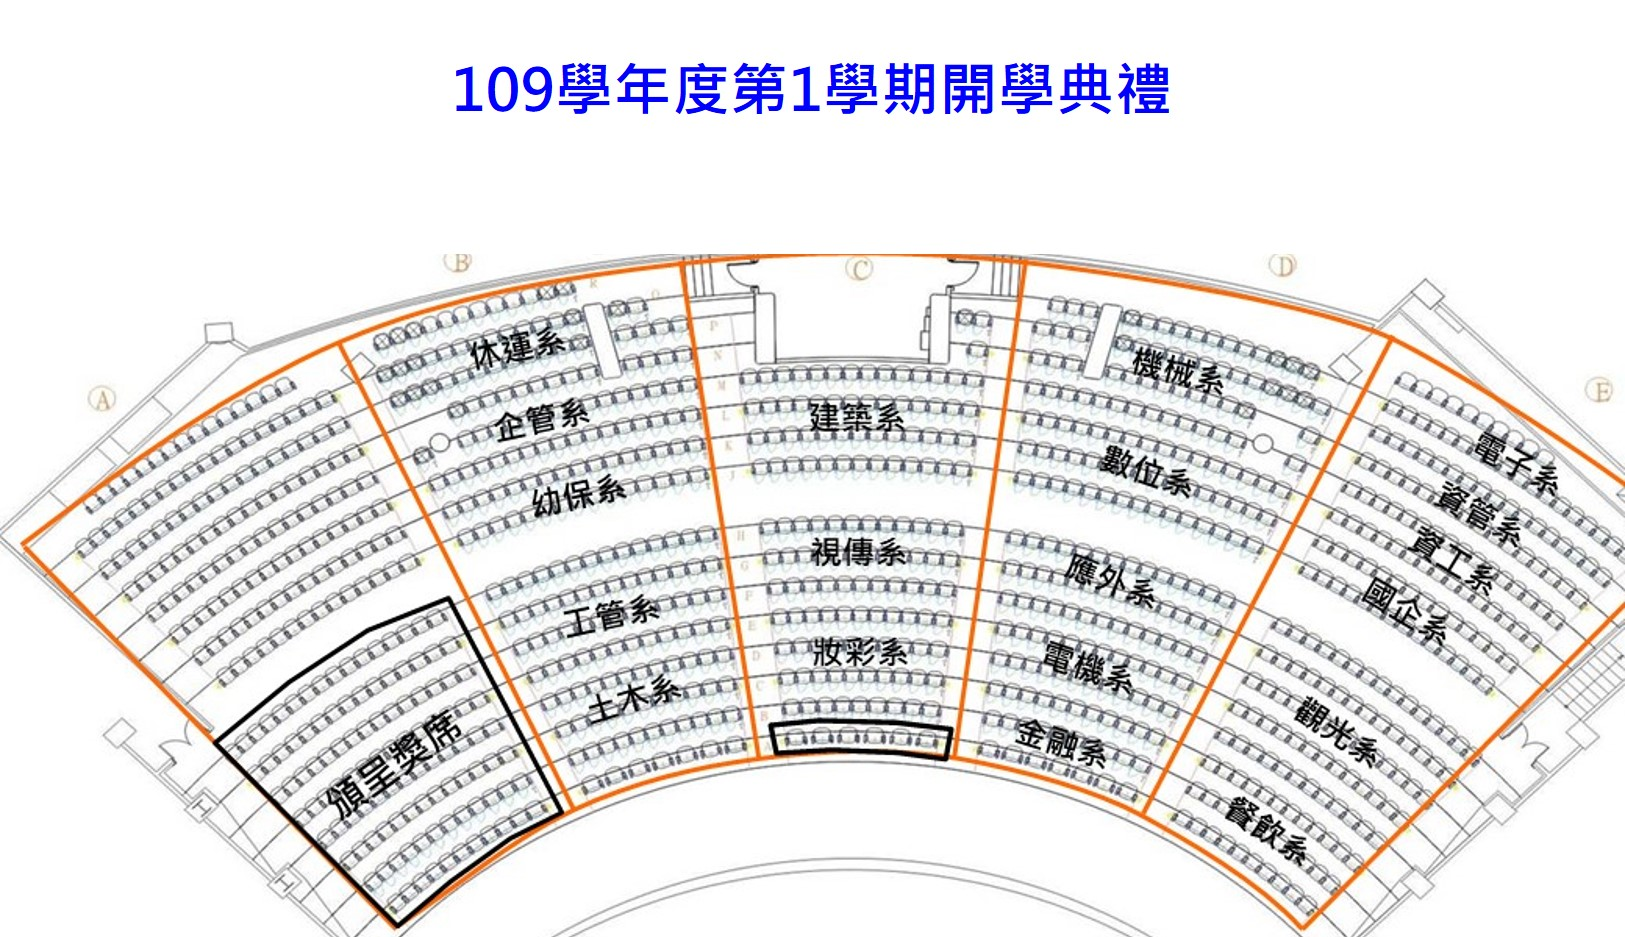 109學年度第1學期開學典禮
A
B
C
D
E
R
Q
P
N
M
L
K
J
H
G
F
E
D
C
B
A
休運系
企管系
幼保系
工管系
土木系
頒呈獎席
建築系
視傳系
妝彩系
機械系
數位系
應外系
電機系
金融系
電子系
資管系
資工系
國企系
觀光系
餐飲系